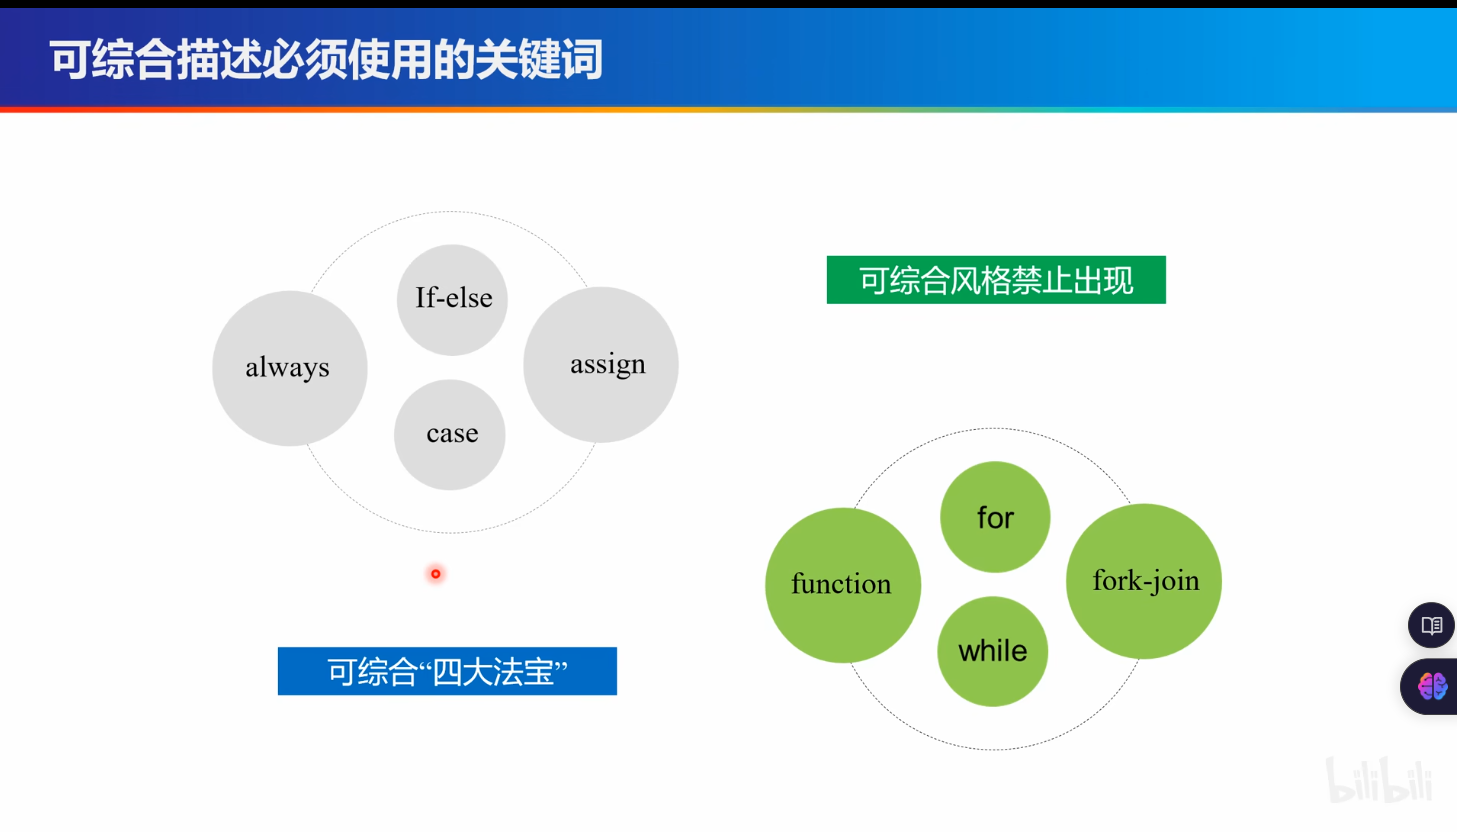 可综合描述必须使用的关键词
If-else
always
assign
case
可综合“四大法宝”
可综合风格禁止出现
for
function
fork-join
while
bilibili